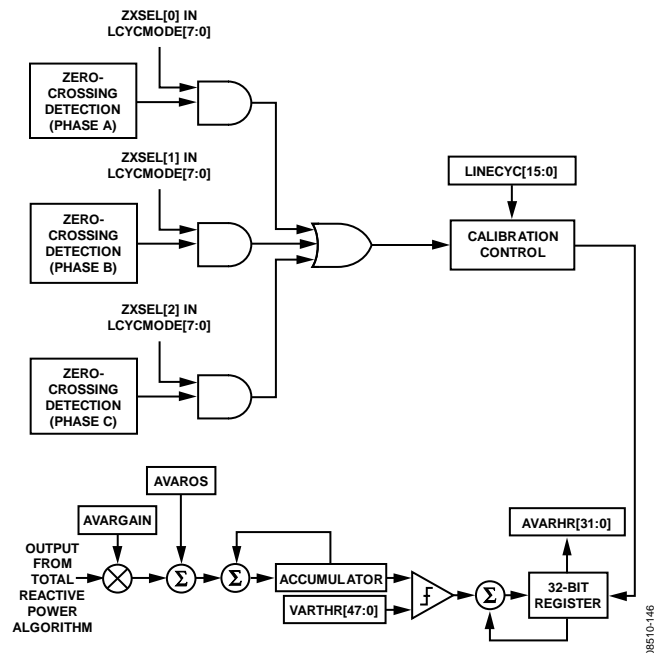 ZXSEL[0] IN
LCYCMODE[7:0]
ZERO-
CROSSING
DETECTION
(PHASE A)
ZXSEL[1] IN
LCYCMODE[7:0]
ZERO-
CROSSING
DETECTION
(PHASE B)
LINECYC[15:0]
CALIBRATION
CONTROL
ZXSEL[2] IN
LCYCMODE[7:0]
ZERO-
CROSSING
DETECTION
(PHASE C)
AVAROS
AVARGAIN
AVARHR[31:0]
OUTPUT
FROM
TOTAL
REACTIVE
POWER
ALGORITHM
Σ
Σ
ACCUMULATOR
VARTHR[47:0]
Σ
32-BIT
REGISTER
08510-146